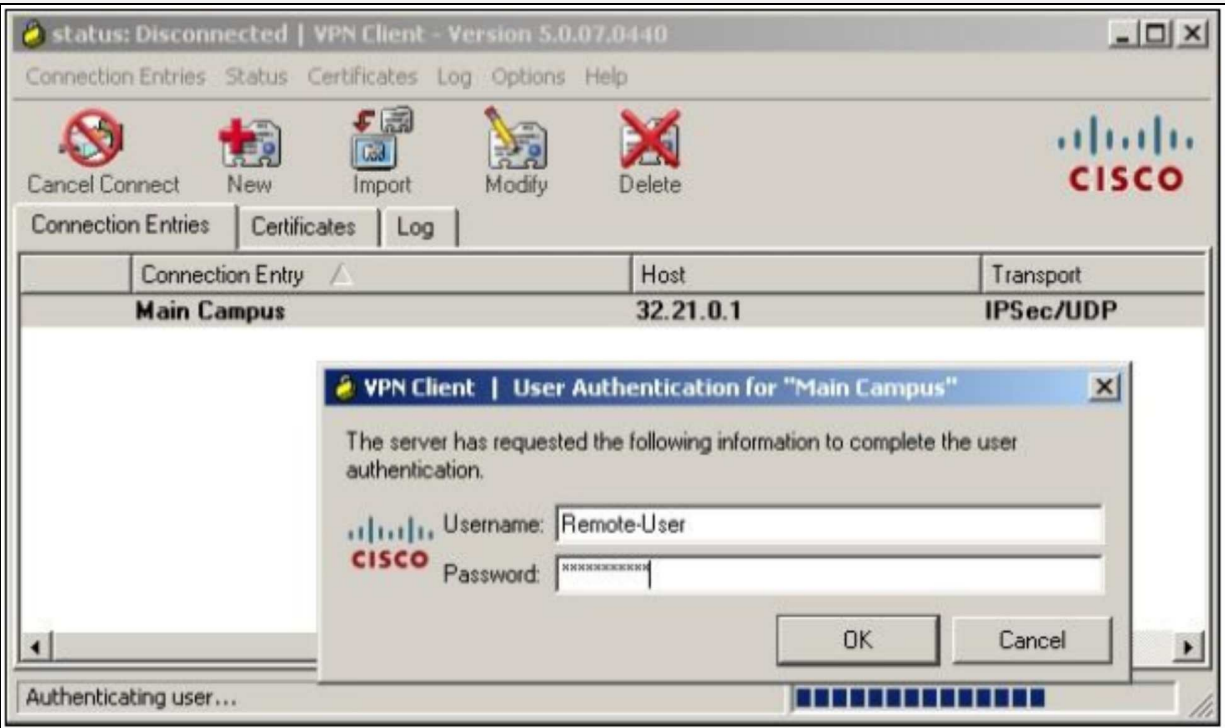 status: Disconnected | VPN Client - Version 5.0.07.0440
Connection Entries Status Certificates Log Options Help
Cancel Connect New Import Modify Delete
CISCO
Connection Entries Certificates Log
Connection Entry Host Transport
Main Campus 32.21.0.1 IPSec/UDP
VPN Client | User Authentication for "Main Campus"
The server has requested the following information to complete the user
authentication.
CISCO
Username: Remote-User
Password: ***********
OK Cancel
Authenticating user...